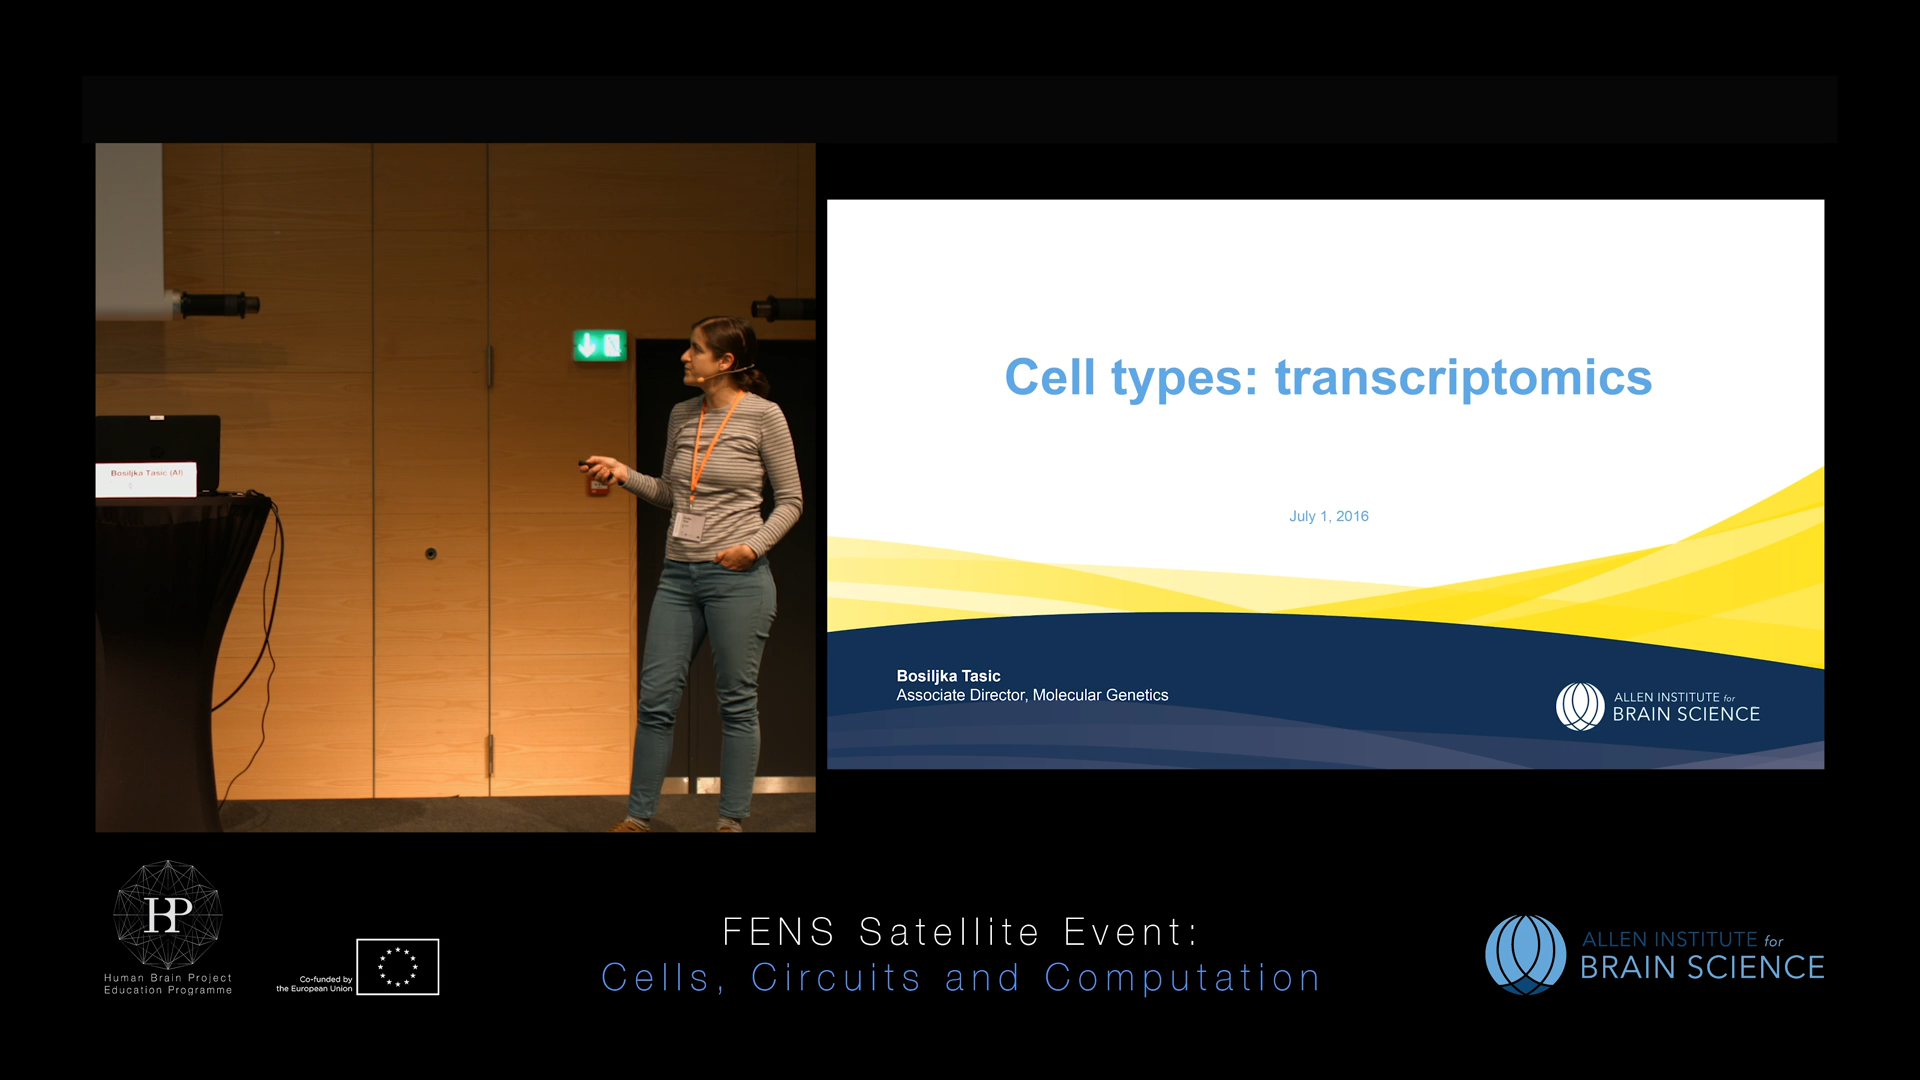 Bosiljka Tasic (AI)
Cell types: transcriptomics
July 1, 2016
Bosiljka Tasic
Associate Director, Molecular Genetics
ALLEN INSTITUTE for
BRAIN SCIENCE
HP
Human Brain Project
Education Programme
Co-funded by
the European Union
FENS Satellite Event:
Cells, Circuits and Computation
ALLEN INSTITUTE for
BRAIN SCIENCE